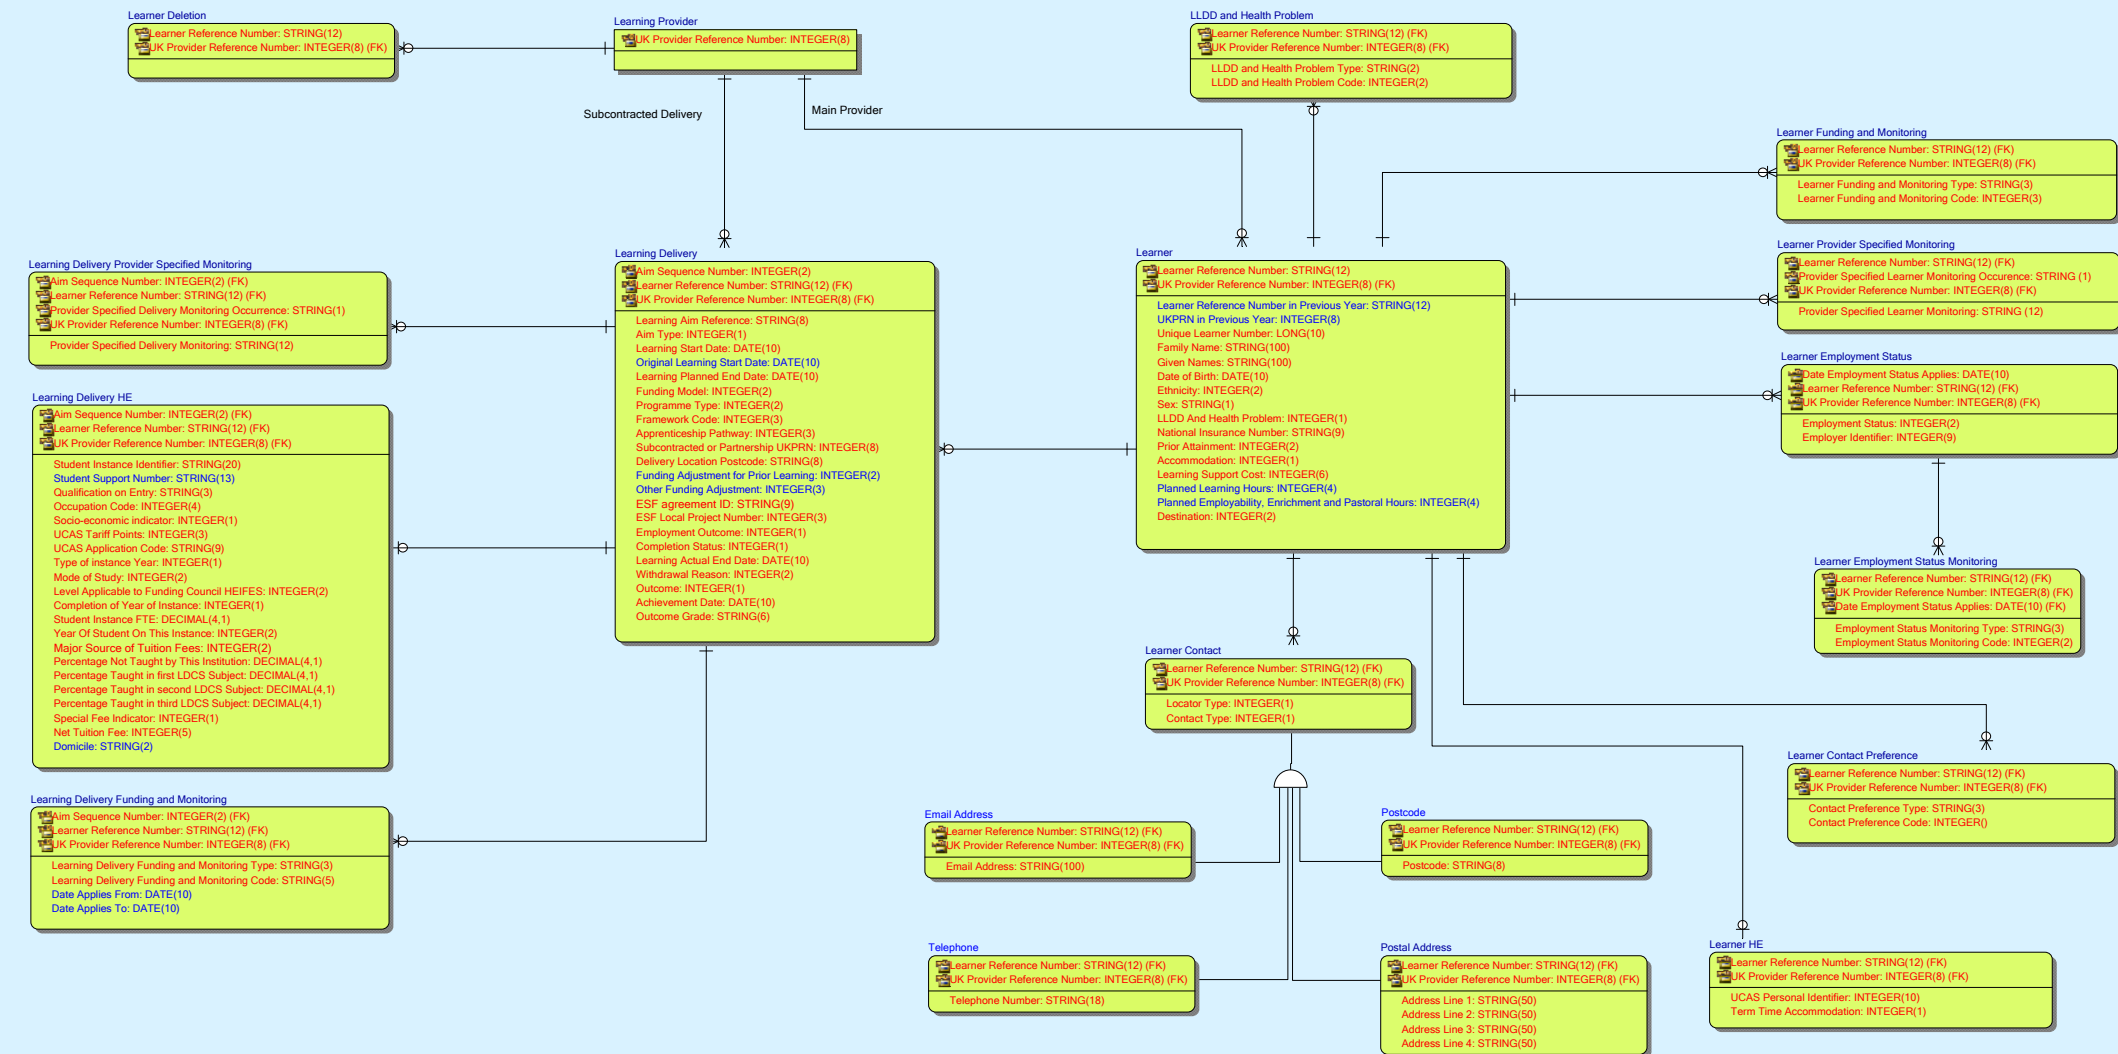 Learner Deletion
Learner Reference Number: STRING(12)
UK Provider Reference Number: INTEGER(8) (FK)
Learning Provider
UK Provider Reference Number: INTEGER(8)
LLDD and Health Problem
Learner Reference Number: STRING(12) (FK)
UK Provider Reference Number: INTEGER(8) (FK)
LLDD and Health Problem Type: STRING(2)
LLDD and Health Problem Code: INTEGER(2)
Subcontracted Delivery
Main Provider
Learner Funding and Monitoring
Learner Reference Number: STRING(12) (FK)
UK Provider Reference Number: INTEGER(8) (FK)
Learner Funding and Monitoring Type: STRING(3)
Learner Funding and Monitoring Code: INTEGER(3)
Learning Delivery Provider Specified Monitoring
Aim Sequence Number: INTEGER(2) (FK)
Learner Reference Number: STRING(12) (FK)
Provider Specified Delivery Monitoring Occurrence: STRING(1)
UK Provider Reference Number: INTEGER(8) (FK)
Provider Specified Delivery Monitoring: STRING(12)
Learning Delivery
Aim Sequence Number: INTEGER(2)
Learner Reference Number: STRING(12) (FK)
UK Provider Reference Number: INTEGER(8) (FK)
Learning Aim Reference: STRING(8)
Aim Type: INTEGER(1)
Learning Start Date: DATE(10)
Original Learning Start Date: DATE(10)
Learning Planned End Date: DATE(10)
Funding Model: INTEGER(2)
Programme Type: INTEGER(2)
Framework Code: INTEGER(3)
Apprenticeship Pathway: INTEGER(3)
Subcontracted or Partnership UKPRN: INTEGER(8)
Delivery Location Postcode: STRING(8)
Funding Adjustment for Prior Learning: INTEGER(2)
Other Funding Adjustment: INTEGER(3)
ESF agreement ID: STRING(9)
ESF Local Project Number: INTEGER(3)
Employment Outcome: INTEGER(1)
Completion Status: INTEGER(1)
Learning Actual End Date: DATE(10)
Withdrawal Reason: INTEGER(2)
Outcome: INTEGER(1)
Achievement Date: DATE(10)
Outcome Grade: STRING(6)
Learner
Learner Reference Number: STRING(12)
UK Provider Reference Number: INTEGER(8) (FK)
Learner Reference Number in Previous Year: STRING(12)
UKPRN in Previous Year: INTEGER(8)
Unique Learner Number: LONG(10)
Family Name: STRING(100)
Given Names: STRING(100)
Date of Birth: DATE(10)
Ethnicity: INTEGER(2)
Sex: STRING(1)
LLDD And Health Problem: INTEGER(1)
National Insurance Number: STRING(9)
Prior Attainment: INTEGER(2)
Accommodation: INTEGER(1)
Learning Support Cost: INTEGER(6)
Planned Learning Hours: INTEGER(4)
Planned Employability, Enrichment and Pastoral Hours: INTEGER(4)
Destination: INTEGER(2)
Learner Provider Specified Monitoring
Learner Reference Number: STRING(12) (FK)
Provider Specified Learner Monitoring Occurence: STRING (1)
UK Provider Reference Number: INTEGER(8) (FK)
Provider Specified Learner Monitoring: STRING (12)
Learner Employment Status
Date Employment Status Applies: DATE(10)
Learner Reference Number: STRING(12) (FK)
UK Provider Reference Number: INTEGER(8) (FK)
Employment Status: INTEGER(2)
Employer Identifier: INTEGER(9)
Learning Delivery HE
Aim Sequence Number: INTEGER(2) (FK)
Learner Reference Number: STRING(12) (FK)
UK Provider Reference Number: INTEGER(8) (FK)
Student Instance Identifier: STRING(20)
Student Support Number: STRING(13)
Qualification on Entry: STRING(3)
Occupation Code: INTEGER(4)
Socio-economic indicator: INTEGER(1)
UCAS Tariff Points: INTEGER(3)
UCAS Application Code: STRING(9)
Type of instance Year: INTEGER(1)
Mode of Study: INTEGER(2)
Level Applicable to Funding Council HEIFES: INTEGER(2)
Completion of Year of Instance: INTEGER(1)
Student Instance FTE: DECIMAL(4,1)
Year Of Student On This Instance: INTEGER(2)
Major Source of Tuition Fees: INTEGER(2)
Percentage Not Taught by This Institution: DECIMAL(4,1)
Percentage Taught in first LDCS Subject: DECIMAL(4,1)
Percentage Taught in second LDCS Subject: DECIMAL(4,1)
Percentage Taught in third LDCS Subject: DECIMAL(4,1)
Special Fee Indicator: INTEGER(1)
Net Tuition Fee: INTEGER(5)
Domicile: STRING(2)
Learner Employment Status Monitoring
Learner Reference Number: STRING(12) (FK)
UK Provider Reference Number: INTEGER(8) (FK)
Date Employment Status Applies: DATE(10) (FK)
Employment Status Monitoring Type: STRING(3)
Employment Status Monitoring Code: INTEGER(2)
Learner Contact
Learner Reference Number: STRING(12) (FK)
UK Provider Reference Number: INTEGER(8) (FK)
Locator Type: INTEGER(1)
Contact Type: INTEGER(1)
Learner Contact Preference
Learner Reference Number: STRING(12) (FK)
UK Provider Reference Number: INTEGER(8) (FK)
Contact Preference Type: STRING(3)
Contact Preference Code: INTEGER()
Learning Delivery Funding and Monitoring
Aim Sequence Number: INTEGER(2) (FK)
Learner Reference Number: STRING(12) (FK)
UK Provider Reference Number: INTEGER(8) (FK)
Learning Delivery Funding and Monitoring Type: STRING(3)
Learning Delivery Funding and Monitoring Code: STRING(5)
Date Applies From: DATE(10)
Date Applies To: DATE(10)
Email Address
Learner Reference Number: STRING(12) (FK)
UK Provider Reference Number: INTEGER(8) (FK)
Email Address: STRING(100)
Postcode
Learner Reference Number: STRING(12) (FK)
UK Provider Reference Number: INTEGER(8) (FK)
Postcode: STRING(8)
Telephone
Learner Reference Number: STRING(12) (FK)
UK Provider Reference Number: INTEGER(8) (FK)
Telephone Number: STRING(18)
Postal Address
Learner Reference Number: STRING(12) (FK)
UK Provider Reference Number: INTEGER(8) (FK)
Address Line 1: STRING(50)
Address Line 2: STRING(50)
Address Line 3: STRING(50)
Address Line 4: STRING(50)
Learner HE
Learner Reference Number: STRING(12) (FK)
UK Provider Reference Number: INTEGER(8) (FK)
UCAS Personal Identifier: INTEGER(10)
Term Time Accommodation: INTEGER(1)